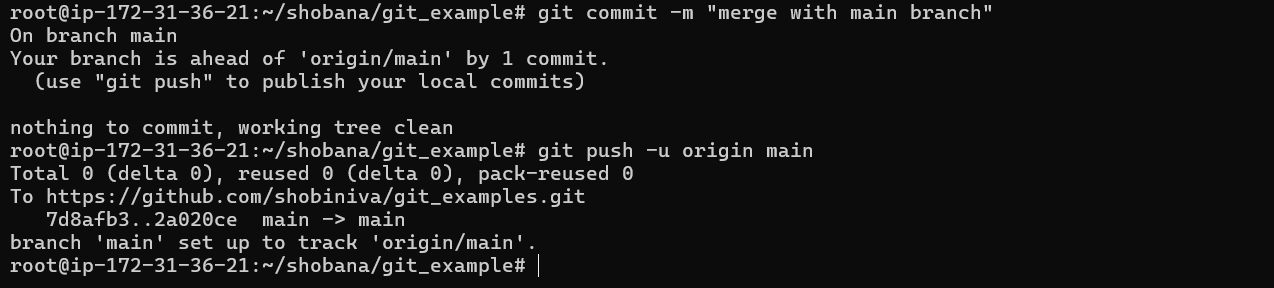 root@ip-172-31-36-21:~/shobana/git_example# git commit -m "merge with main branch"
On branch main
Your branch is ahead of 'origin/main' by 1 commit.
  (use "git push" to publish your local commits)

nothing to commit, working tree clean
root@ip-172-31-36-21:~/shobana/git_example# git push -u origin main
Total 0 (delta 0), reused 0 (delta 0), pack-reused 0
To https://github.com/shobiniva/git_examples.git
   7d8afb3..2a020ce  main -> main
branch 'main' set up to track 'origin/main'.
root@ip-172-31-36-21:~/shobana/git_example#